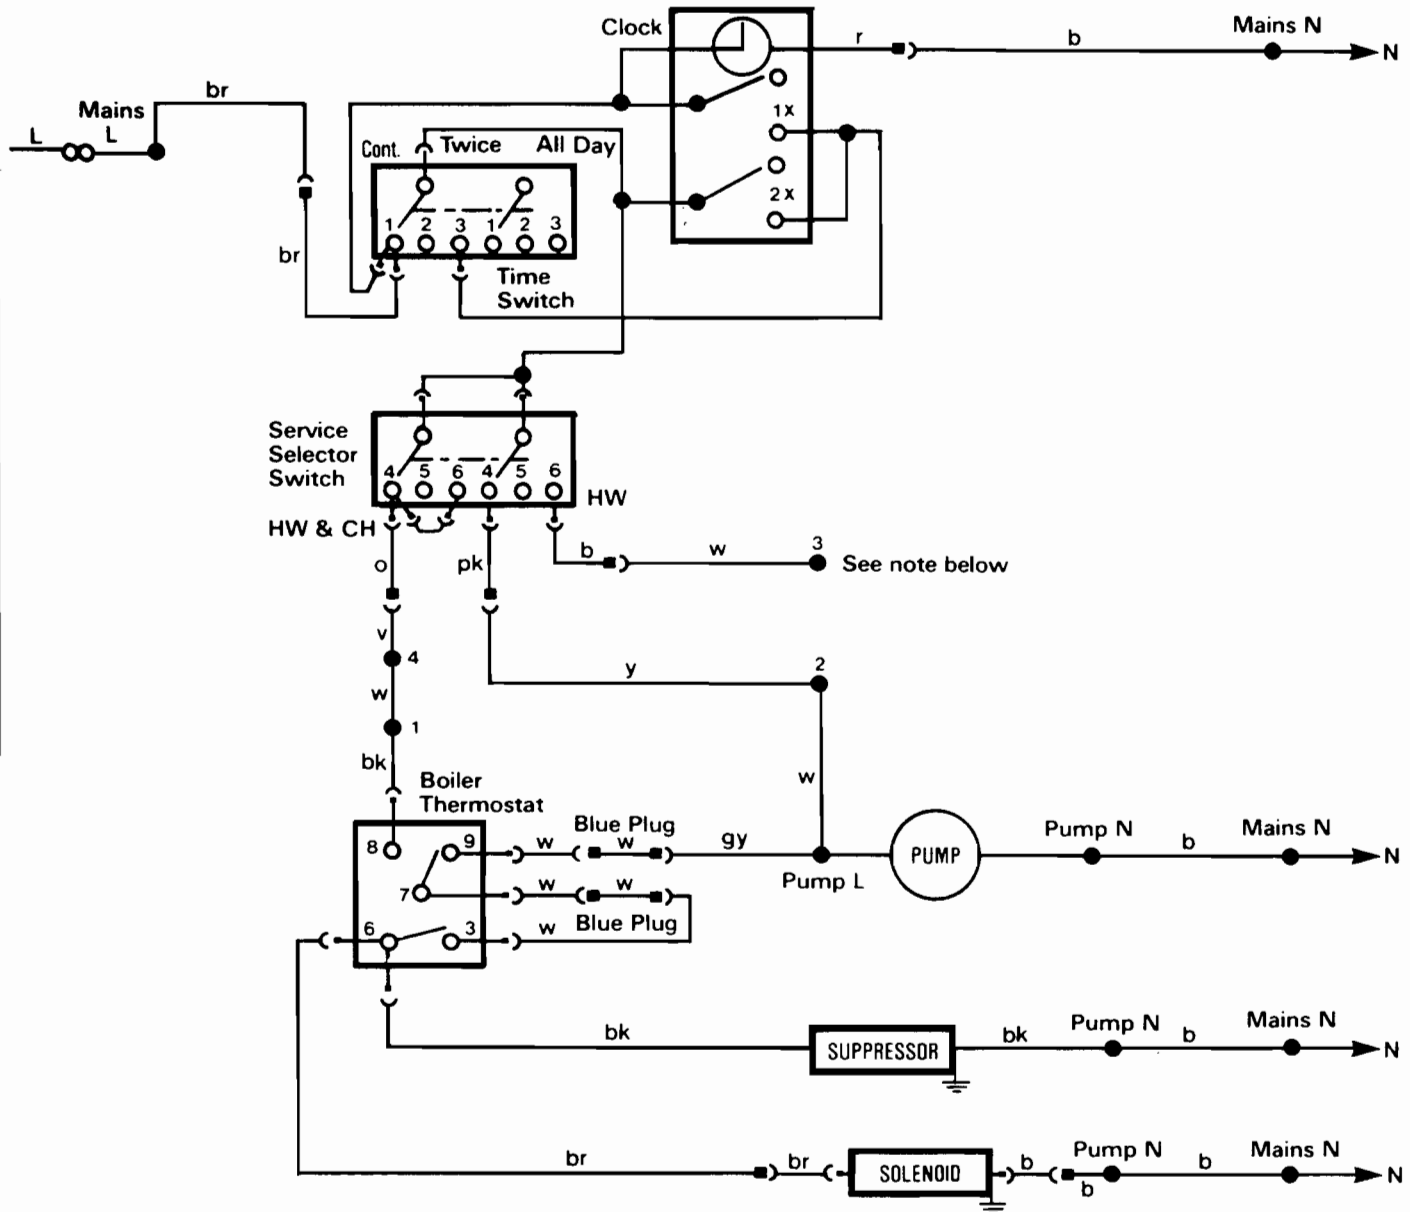 Clock
r
b
Mains N
N
br
Mains
L
L
1x
Cont.
Twice
All Day
2x
1 2 3 1 2 3
br
Time
Switch
Service
Selector
Switch
4 5 6 4 5 6
HW
HW & CH
o
pk
b
w
3
See note below
v
4
y
2
w
1
bk
w
Boiler
Thermostat
8
9
w
Blue Plug
w
gy
PUMP
Pump L
Pump N
b
Mains N
N
7
w
w
Blue Plug
6
3
w
bk
SUPPRESSOR
bk
Pump N
b
Mains N
N
br
br
SOLENOID
b
b
Pump N
b
Mains N
N